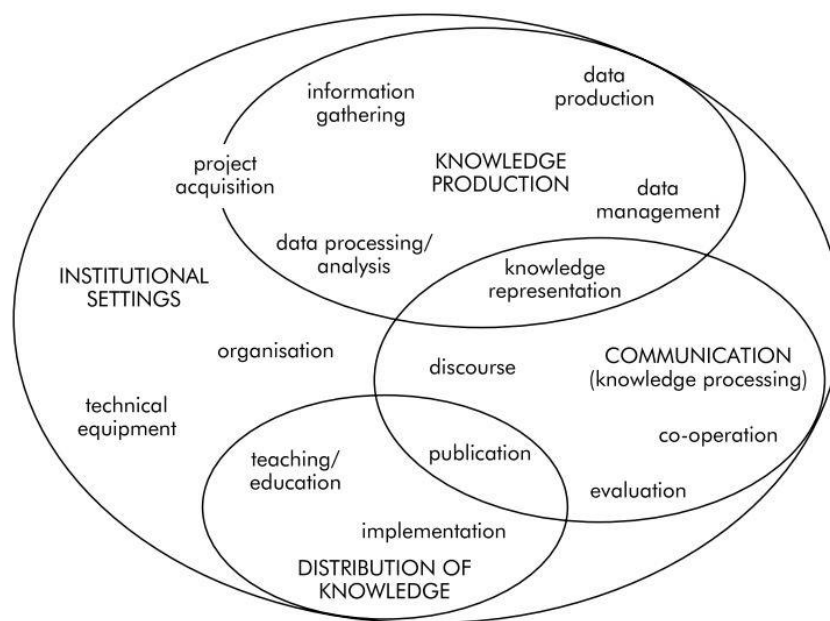 data
production
information
gathering
KNOWLEDGE
PRODUCTION
project
acquisition
data
management
data processing/
analysis
knowledge
representation
INSTITUTIONAL
SETTINGS
organisation
discourse
COMMUNICATION
(knowledge processing)
technical
equipment
co-operation
teaching/
education
publication
evaluation
implementation
DISTRIBUTION OF
KNOWLEDGE